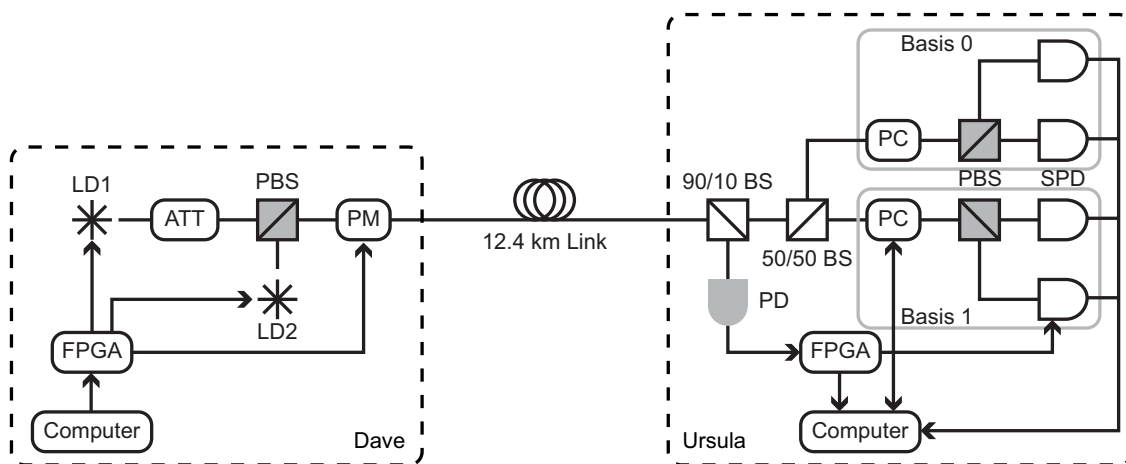 Basis 0
PC
LD1
PBS
90/10 BS
PBS
SPD
ATT
PM
PC
12.4 km Link
50/50 BS
LD2
PD
Basis 1
FPGA
FPGA
Computer
Dave
Ursula
Computer